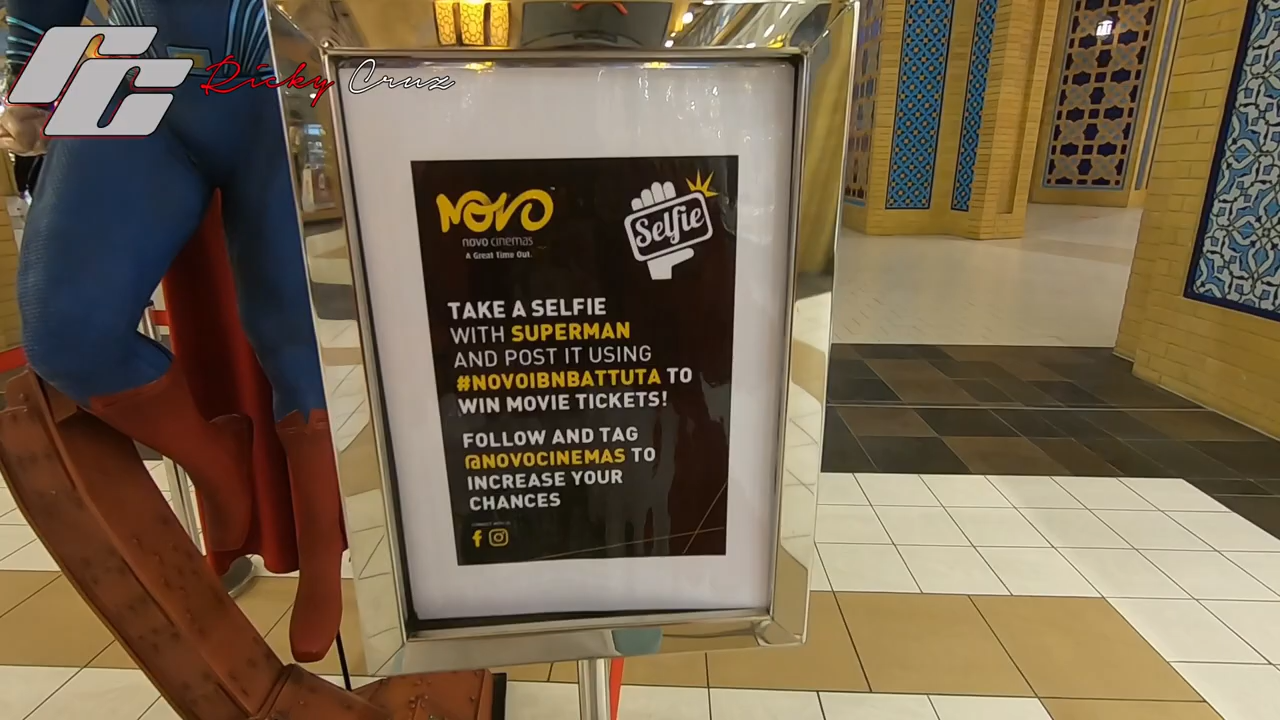 Ricky Cruz
NOVO
novo cinemas
A Great Time Out.
Selfie
TAKE A SELFIE
WITH SUPERMAN
AND POST IT USING
#NOVOIBNBATTUTA TO
WIN MOVIE TICKETS!
FOLLOW AND TAG
@NOVOCINEMAS TO
INCREASE YOUR
CHANCES